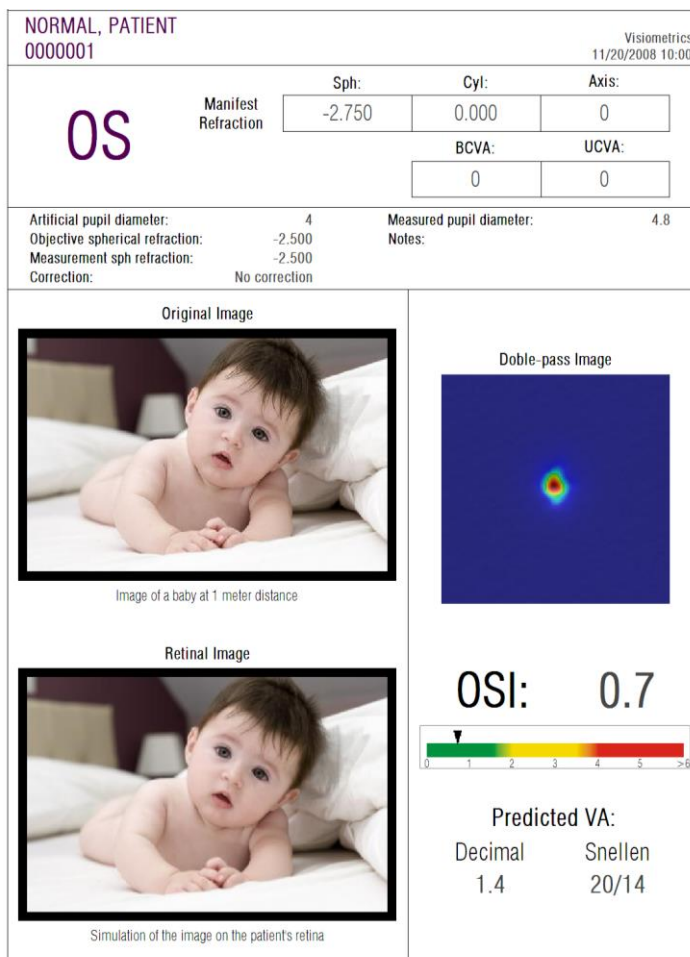 NORMAL, PATIENT
0000001
Visiometrics
11/20/2008 10:00
OS
Manifest
Refraction
Sph: Cyl: Axis:
-2.750 0.000 0
BCVA: UCVA:
0 0
Artificial pupil diameter: 4 Measured pupil diameter: 4.8
Objective spherical refraction: -2.500 Notes:
Measurement sph refraction: -2.500
Correction: No correction
Original Image
Image of a baby at 1 meter distance
Retinal Image
Simulation of the image on the patient's retina
Doble-pass Image
OSI: 0.7
0 1 2 3 4 5 >6
Predicted VA:
Decimal Snellen
1.4 20/14